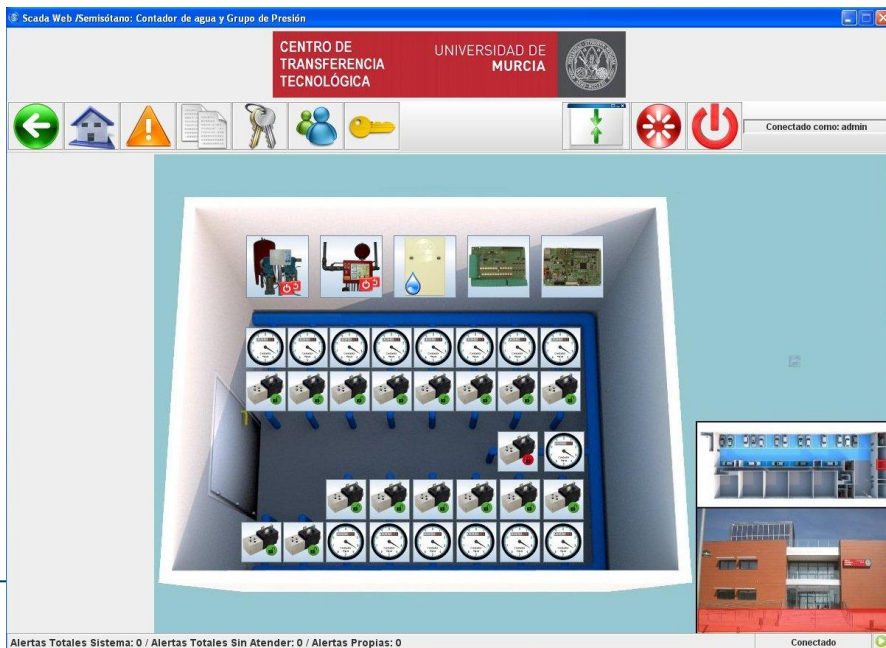 Scada Web /Semisótano: Contador de agua y Grupo de Presión
CENTRO DE
TRANSFERENCIA
TECNOLÓGICA
UNIVERSIDAD DE
MURCIA
Conectado como: admin
Alertas Totales Sistema: 0 / Alertas Totales Sin Atender: 0 / Alertas Propias: 0
Conectado